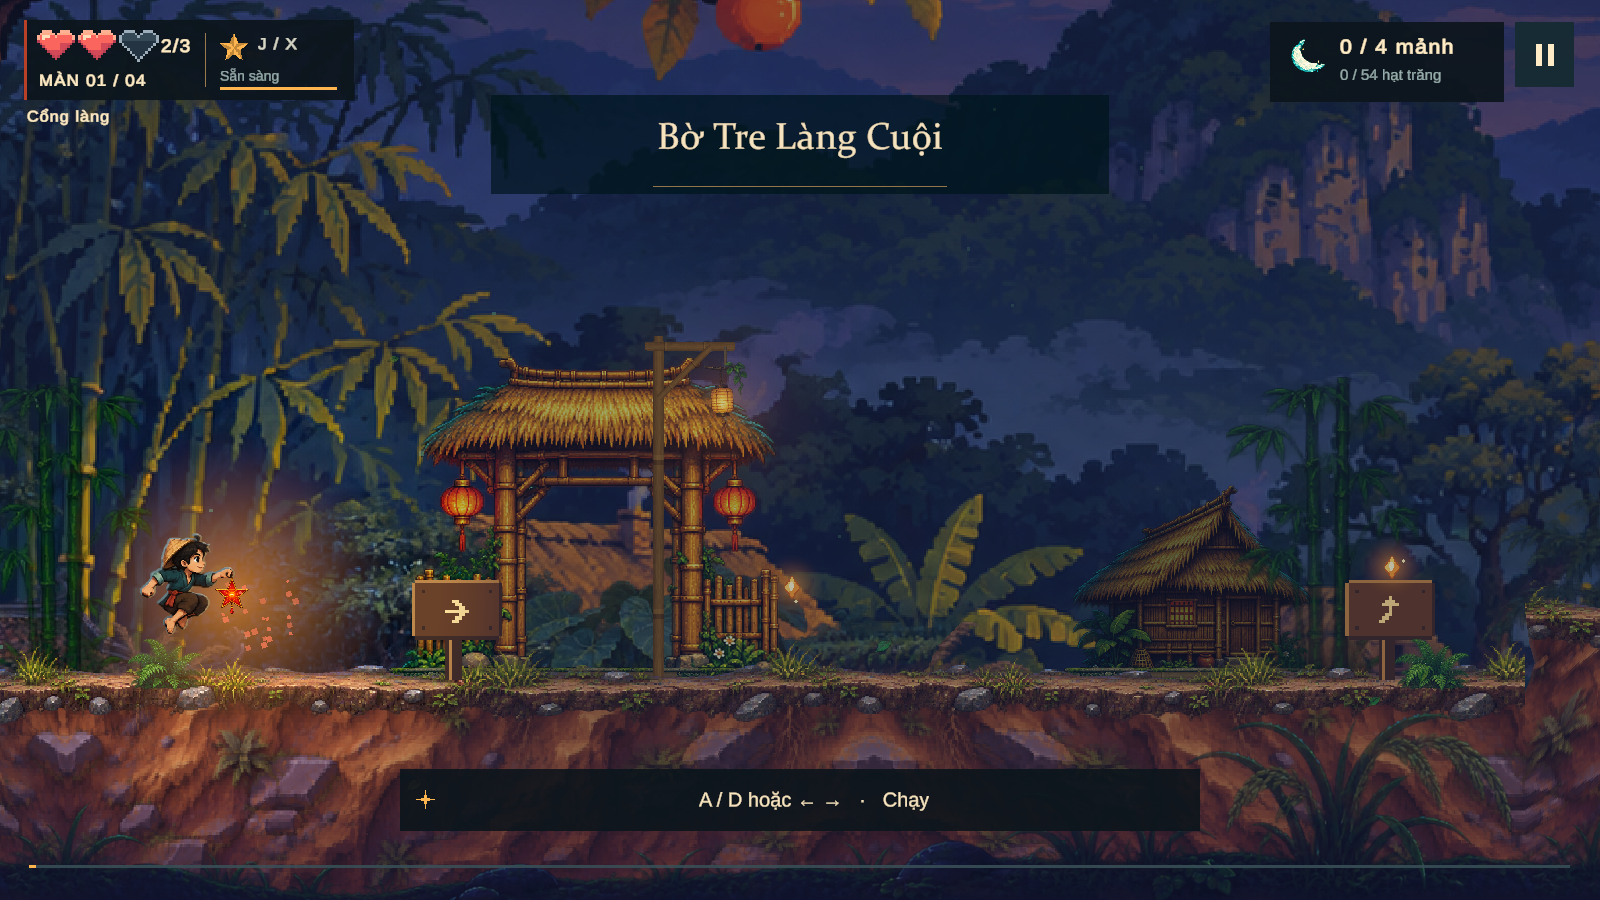 2/3
J / X
Sẵn sàng
MÀN 01 / 04
Cổng làng
0 / 4 mảnh
0 / 54 hạt trăng
Bờ Tre Làng Cuội
A / D hoặc ← → · Chạy